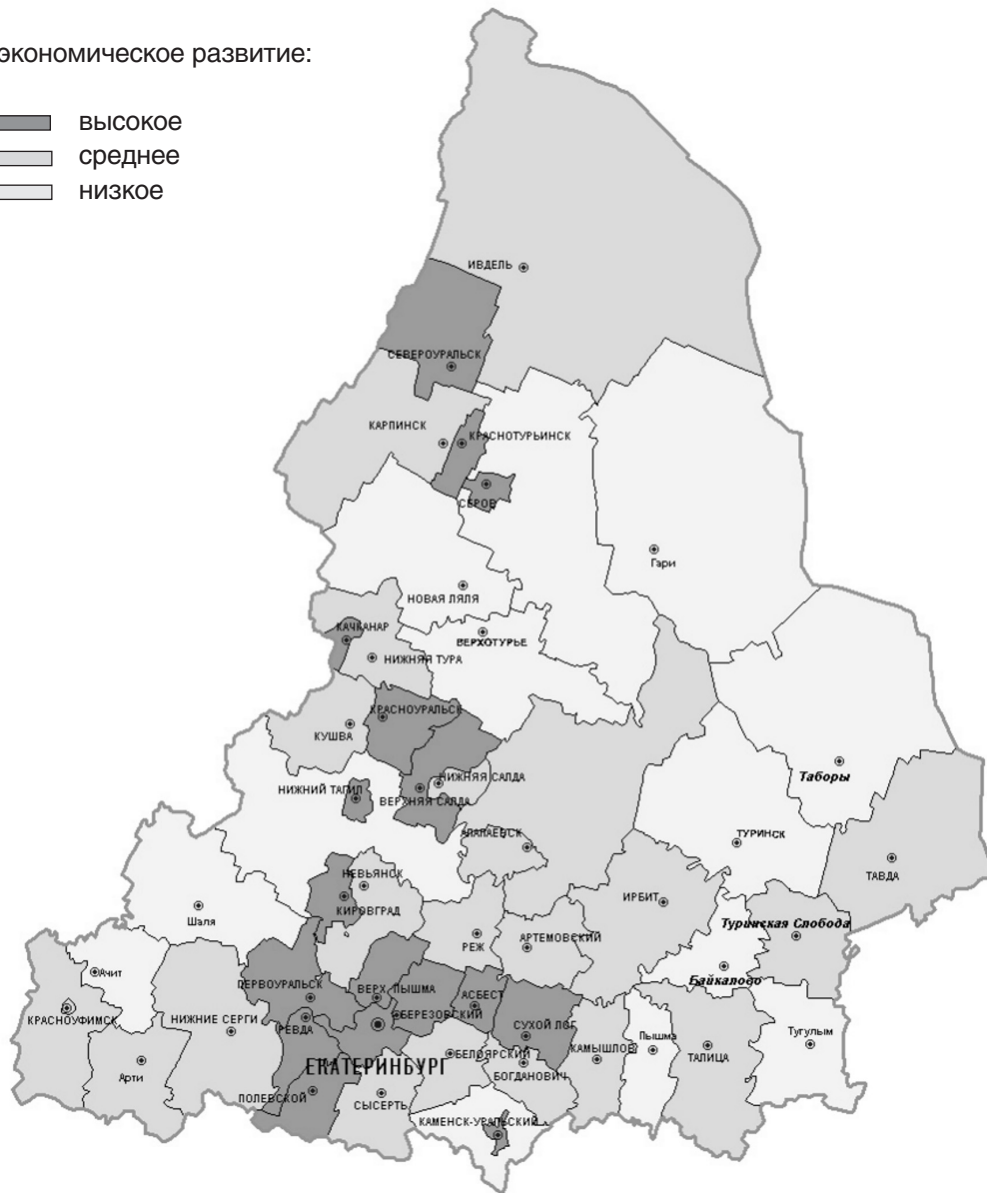 экономическое развитие:
высокое
среднее
низкое
ИВДЕЛЬ
СЕВЕРОУРАЛЬСК
КАРПИНСК
КРАСНОТУРЬИНСК
СЕРОВ
Гари
НОВАЯ ЛЯЛЯ
КАЧКАНАР
ВЕРХОТУРЬЕ
НИЖНЯЯ ТУРА
КРАСНОУРАЛЬСК
КУШВА
НИЖНЯЯ САЛДА
Таборы
НИЖНИЙ ТАГИЛ
ВЕРХНЯЯ САЛДА
АЛАПАЕВСК
ТУРИНСК
ТАВДА
НЕВЬЯНСК
ИРБИТ
КИРОВГРАД
Шаля
Туринская Слобода
РЕЖ
АРТЕМОВСКИЙ
Ачит
Байкалово
ПЕРВОУРАЛЬСК
ВЕРХ. ПЫШМА
АСБЕСТ
КРАСНОУФИМСК
НИЖНИЕ СЕРГИ
РЕВДА
БЕРЕЗОВСКИЙ
СУХОЙ ЛОГ
Пышма
Тугулым
КАМЫШЛОВ
ТАЛИЦА
БЕЛОЯРСКИЙ
ЕКАТЕРИНБУРГ
БОГДАНОВИЧ
Арти
ПОЛЕВСКОЙ
СЫСЕРТЬ
КАМЕНСК-УРАЛЬСКИЙ